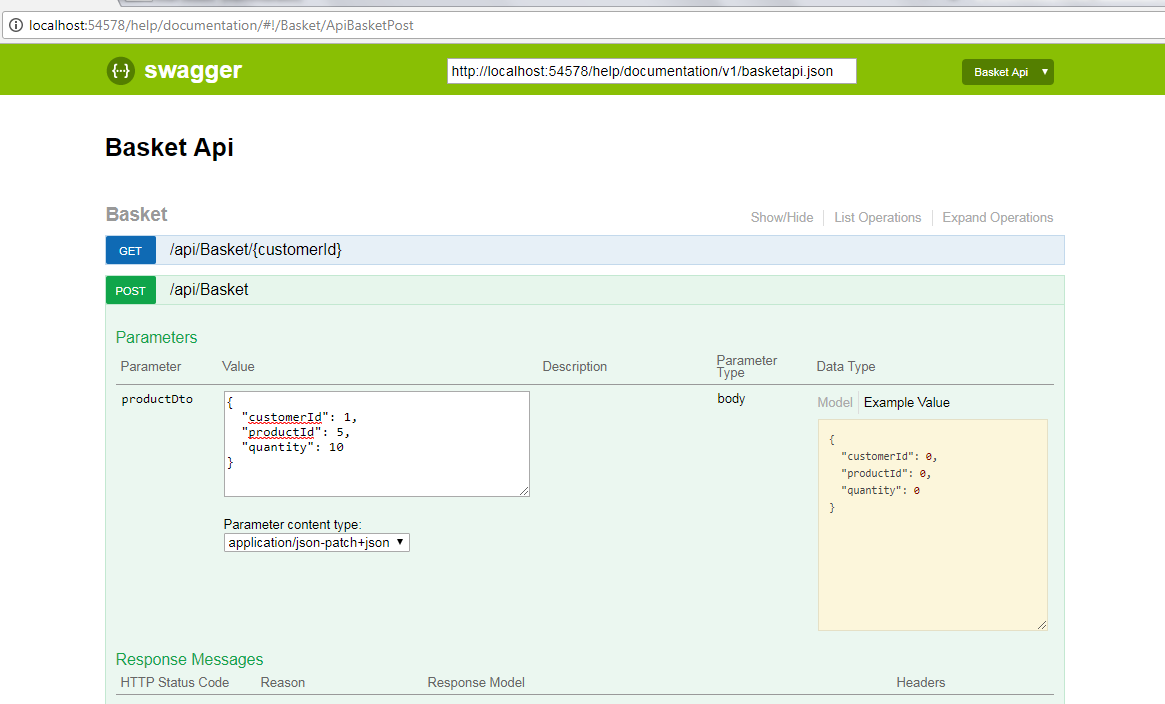 localhost:54578/help/documentation/#!/Basket/ApiBasketPost
{··} swagger http://localhost:54578/help/documentation/v1/basketapi.json Basket Api
Basket Api
Basket Show/Hide List Operations Expand Operations
GET /api/Basket/{customerId}
POST /api/Basket
Parameters
Parameter Value Description Parameter Type Data Type
productDto
{
"customerId": 1,
"productId": 5,
"quantity": 10
}
body
Model Example Value
{
"customerId": 0,
"productId": 0,
"quantity": 0
}
Parameter content type:
application/json-patch+json
Response Messages
HTTP Status Code Reason Response Model Headers